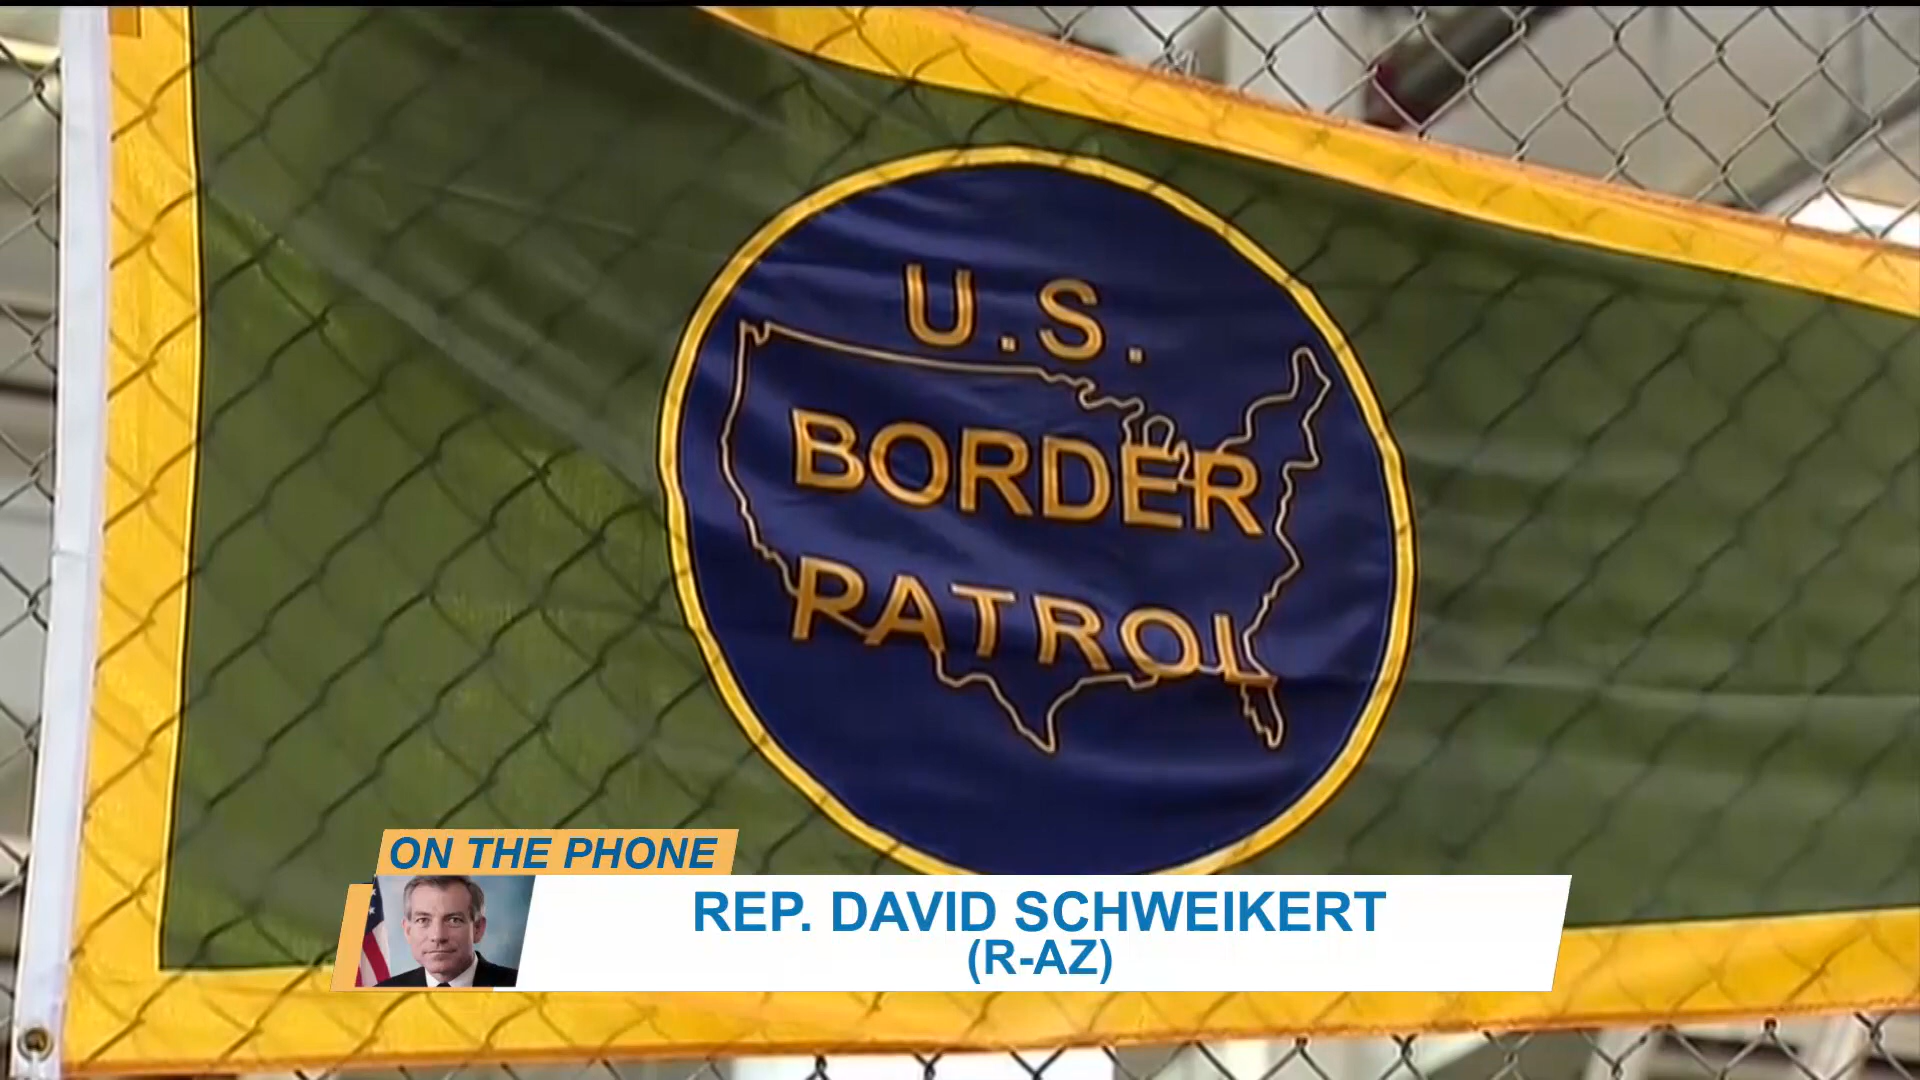 U.S.
BORDER
PATROL
ON THE PHONE
REP. DAVID SCHWEIKERT
(R-AZ)